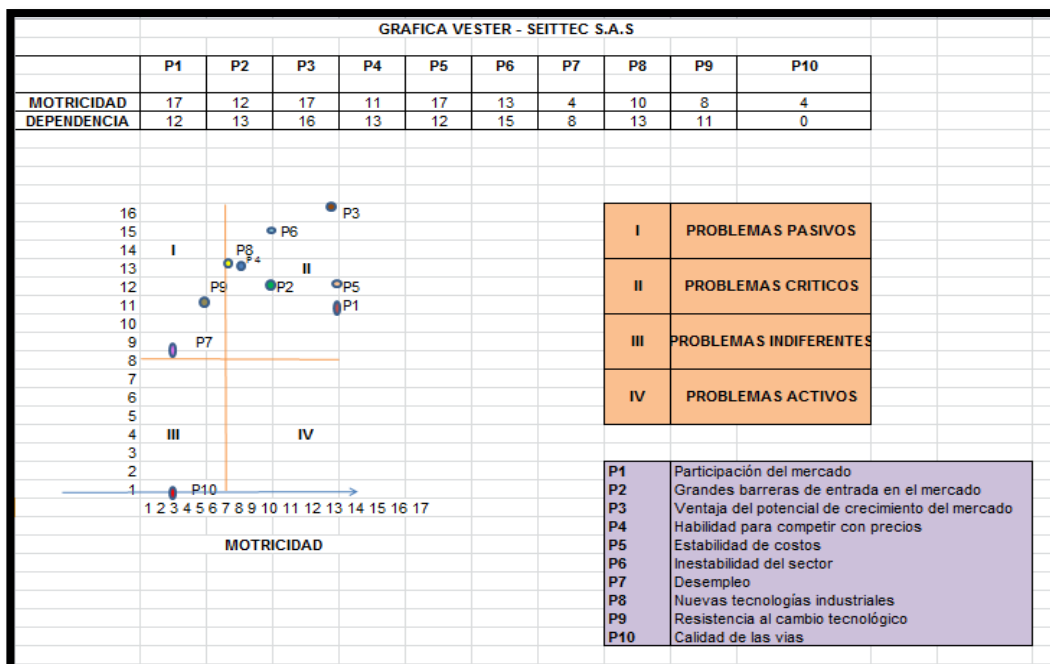 GRAFICA VESTER - SEITTEC S.A.S
P1 P2 P3 P4 P5 P6 P7 P8 P9 P10
MOTRICIDAD 17 12 17 11 17 13 4 10 8 4
DEPENDENCIA 12 13 16 13 12 15 8 13 11 0
16 P3
15 P6
14 I P8
13 P 4 II
12 P9 P2 P5
11 P1
10
9 P7
8
7
6
5
4 III IV
3
2
1 P10
1 2 3 4 5 6 7 8 9 10 11 12 13 14 15 16 17
MOTRICIDAD
I PROBLEMAS PASIVOS
II PROBLEMAS CRITICOS
III PROBLEMAS INDIFERENTES
IV PROBLEMAS ACTIVOS
P1 Participación del mercado
P2 Grandes barreras de entrada en el mercado
P3 Ventaja del potencial de crecimiento del mercado
P4 Habilidad para competir con precios
P5 Estabilidad de costos
P6 Inestabilidad del sector
P7 Desempleo
P8 Nuevas tecnologías industriales
P9 Resistencia al cambio tecnológico
P10 Calidad de las vias